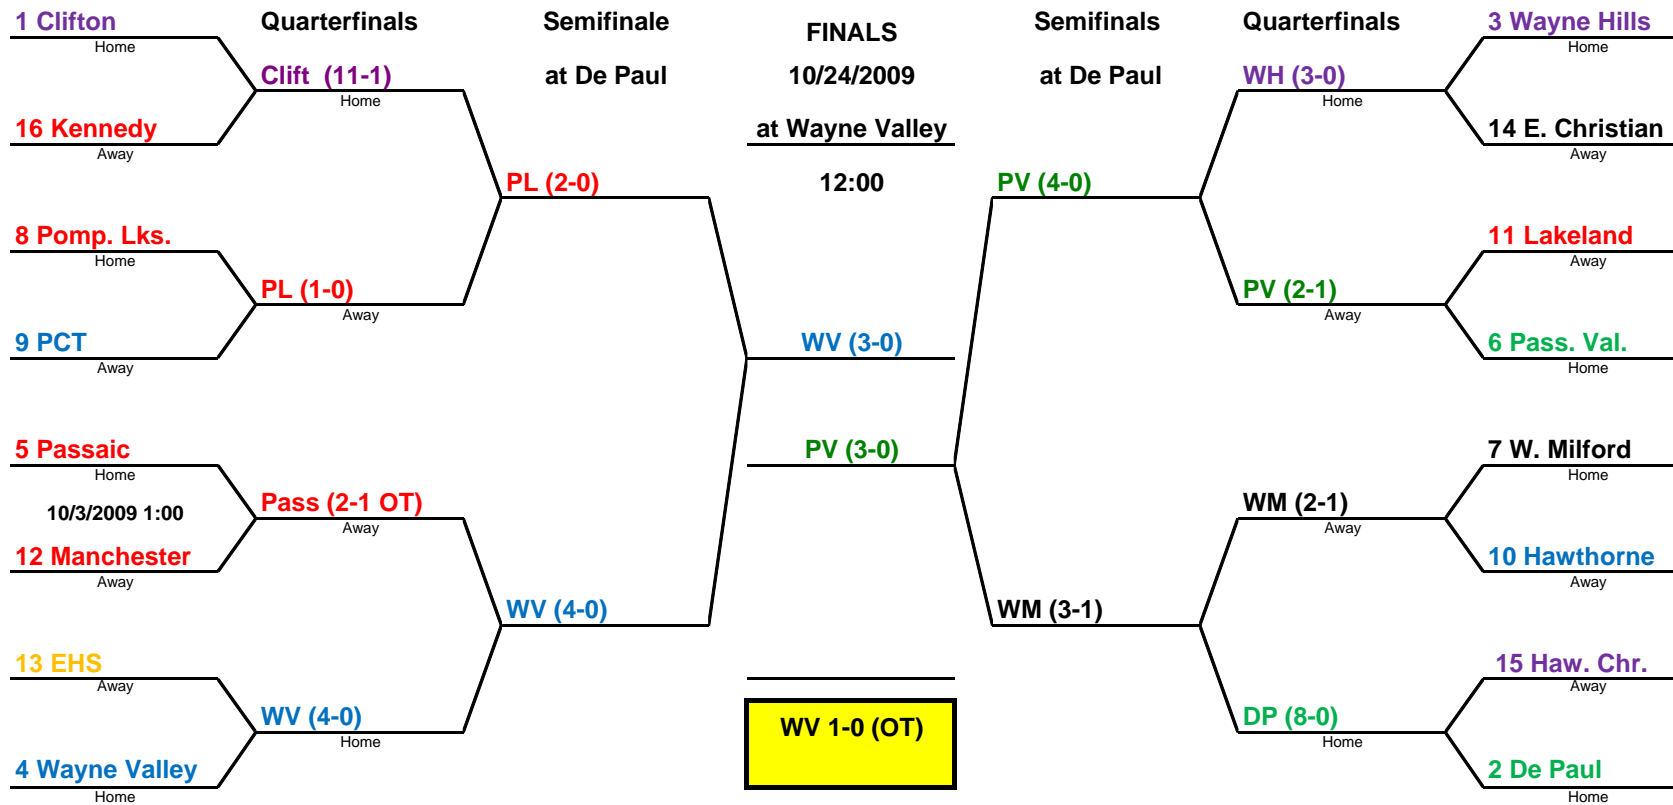 1 Clifton
Quarterfinals
Semifinale
FINALS
Semifinals
Quarterfinals
3 Wayne Hills
Home
Home
Clift (11-1)
at De Paul
10/24/2009
at De Paul
WH (3-0)
Home
Home
16 Kennedy
at Wayne Valley
14 E. Christian
Away
Away
PL (2-0)
12:00
PV (4-0)
8 Pomp. Lks.
11 Lakeland
Home
Away
PL (1-0)
PV (2-1)
Away
Away
9 PCT
WV (3-0)
6 Pass. Val.
Away
Home
5 Passaic
PV (3-0)
7 W. Milford
Home
Home
10/3/2009 1:00
Pass (2-1 OT)
WM (2-1)
Away
Away
12 Manchester
10 Hawthorne
Away
Away
WV (4-0)
WM (3-1)
13 EHS
15 Haw. Chr.
Away
Away
WV (4-0)
WV 1-0 (OT)
DP (8-0)
Home
Home
4 Wayne Valley
2 De Paul
Home
Home